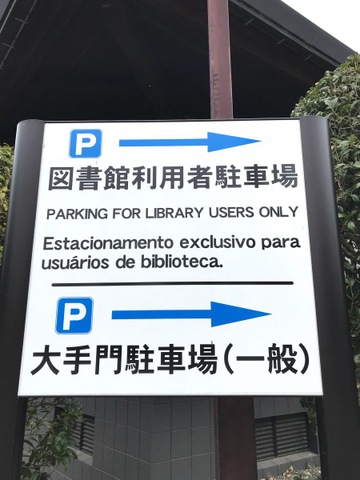 P
図書館利用者駐車場
PARKING FOR LIBRARY USERS ONLY
Estacionamento exclusivo para
usuários de biblioteca.
P
大手門駐車場(一般)